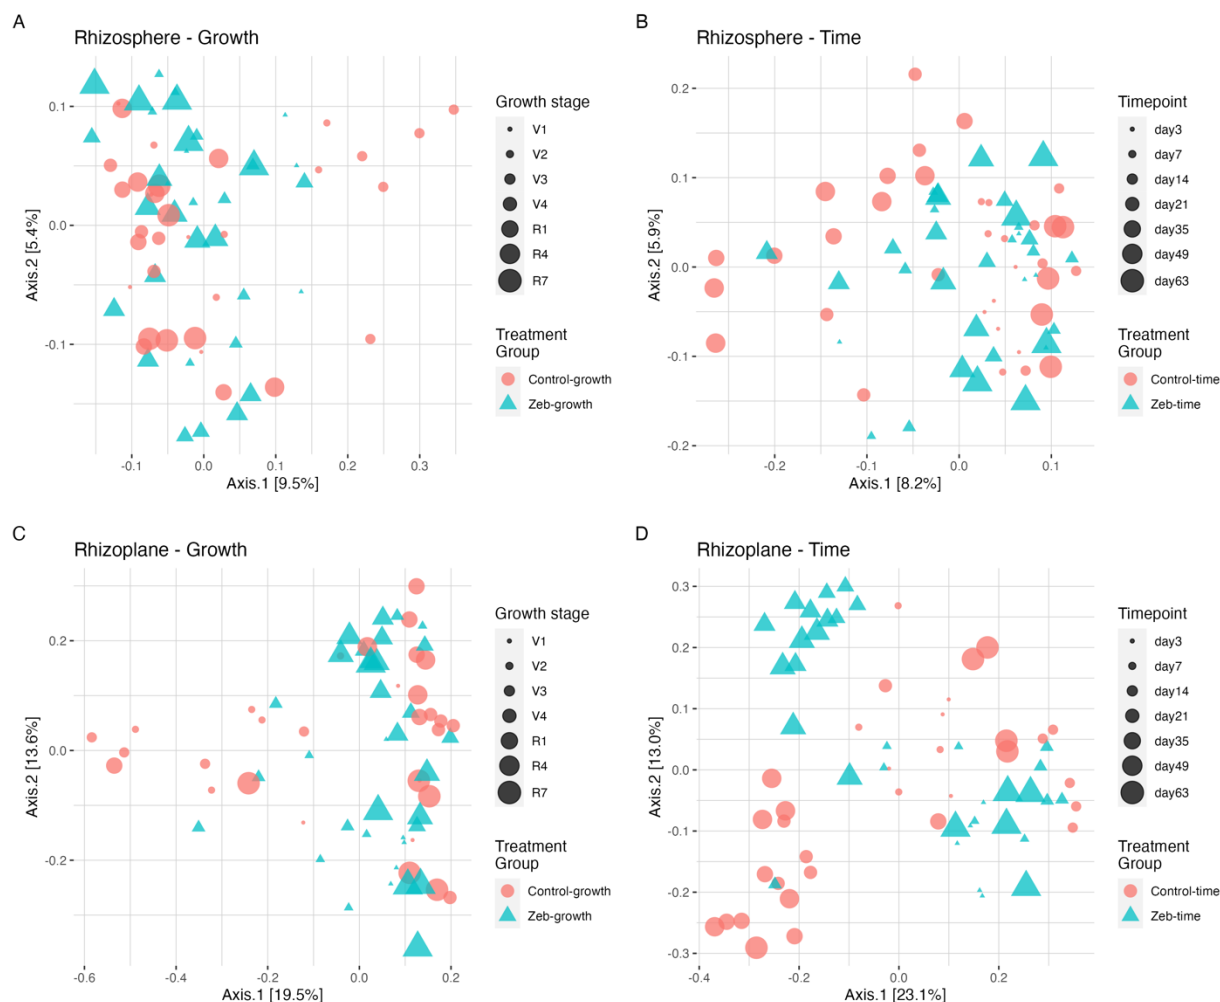 A
Rhizosphere - Growth
0.1
0.0
-0.1
Axis.2 [5.4%]
-0.1
0.0
0.1
0.2
0.3
Axis.1 [9.5%]
Growth stage
V1
V2
V3
V4
R1
R4
R7
Treatment
Group
Control-growth
Zeb-growth
B
Rhizosphere - Time
0.2
0.1
0.0
-0.1
-0.2
Axis.2 [5.9%]
-0.2
-0.1
0.0
0.1
Axis.1 [8.2%]
Timepoint
day3
day7
day14
day21
day35
day49
day63
Treatment
Group
Control-time
Zeb-time
C
Rhizoplane - Growth
0.2
0.0
-0.2
Axis.2 [13.6%]
-0.6
-0.4
-0.2
0.0
0.2
Axis.1 [19.5%]
Growth stage
V1
V2
V3
V4
R1
R4
R7
Treatment
Group
Control-growth
Zeb-growth
D
Rhizoplane - Time
0.3
0.2
0.1
0.0
-0.1
-0.2
-0.3
Axis.2 [13.0%]
-0.4
-0.2
0.0
0.2
Axis.1 [23.1%]
Timepoint
day3
day7
day14
day21
day35
day49
day63
Treatment
Group
Control-time
Zeb-time